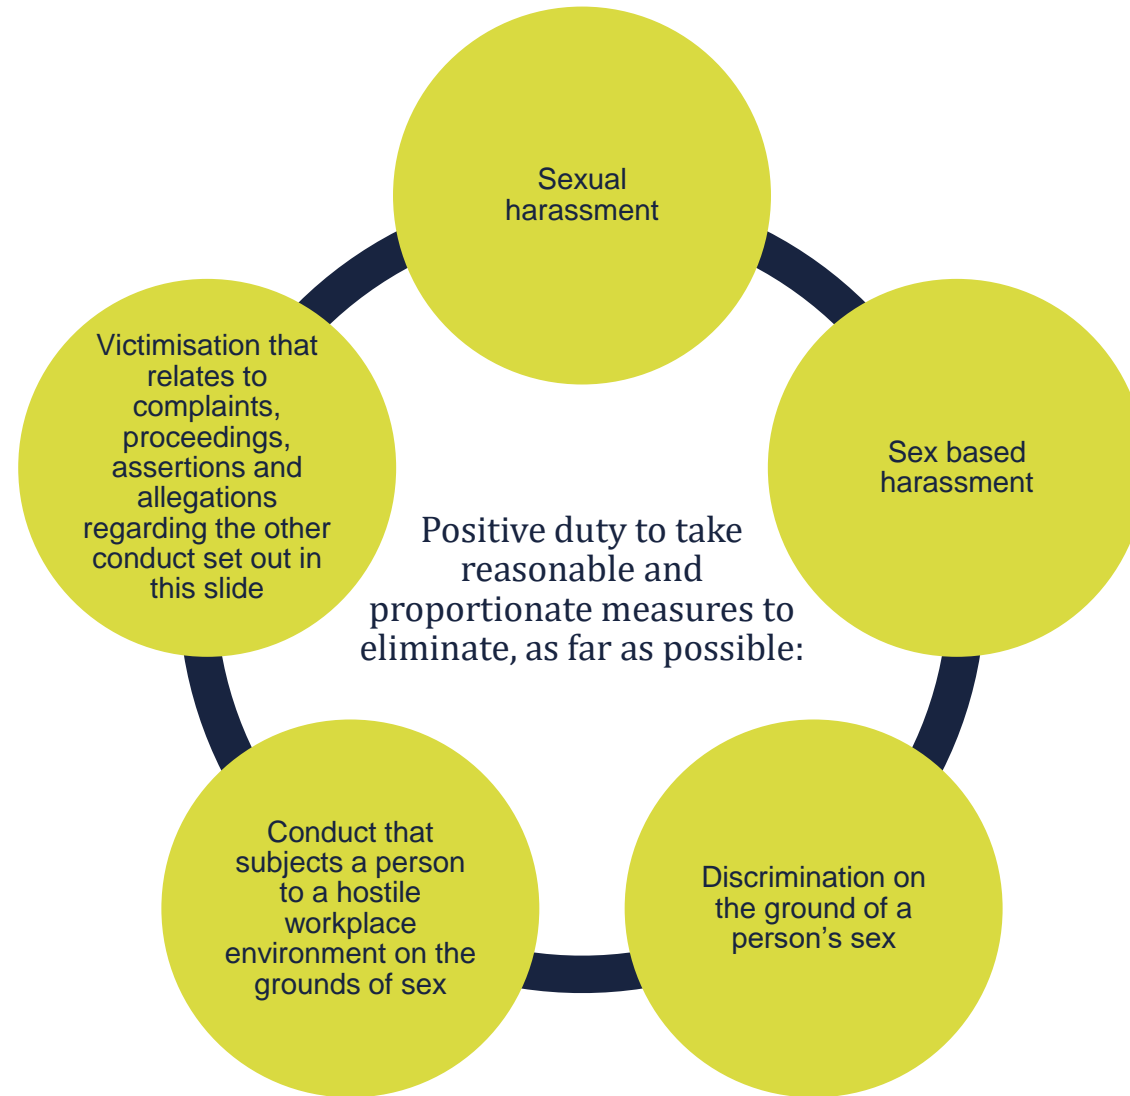 Sexual
harassment
Sex based
harassment
Discrimination on
the ground of a
person’s sex
Conduct that
subjects a person
to a hostile
workplace
environment on the
grounds of sex
Victimisation that
relates to
complaints,
proceedings,
assertions and
allegations
regarding the other
conduct set out in
this slide
Positive duty to take
reasonable and
proportionate measures to
eliminate, as far as possible: